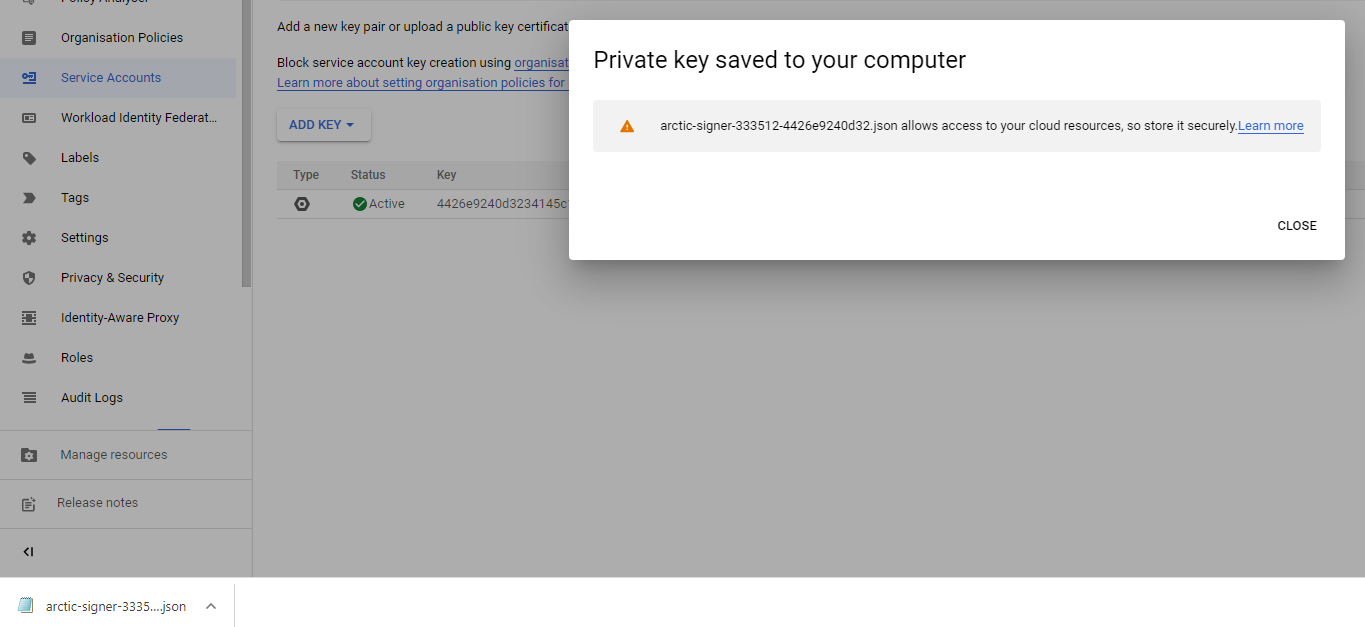 Policy Analyser
Organisation Policies
Service Accounts
Workload Identity Federat...
Labels
Tags
Settings
Privacy & Security
Identity-Aware Proxy
Roles
Audit Logs
Manage resources
Release notes
Add a new key pair or upload a public key certificat
Block service account key creation using organisat
Learn more about setting organisation policies for
ADD KEY
Type Status Key
Active 4426e9240d3234145c
Private key saved to your computer
arctic-signer-333512-4426e9240d32.json allows access to your cloud resources, so store it securely.Learn more
CLOSE
arctic-signer-3335....json